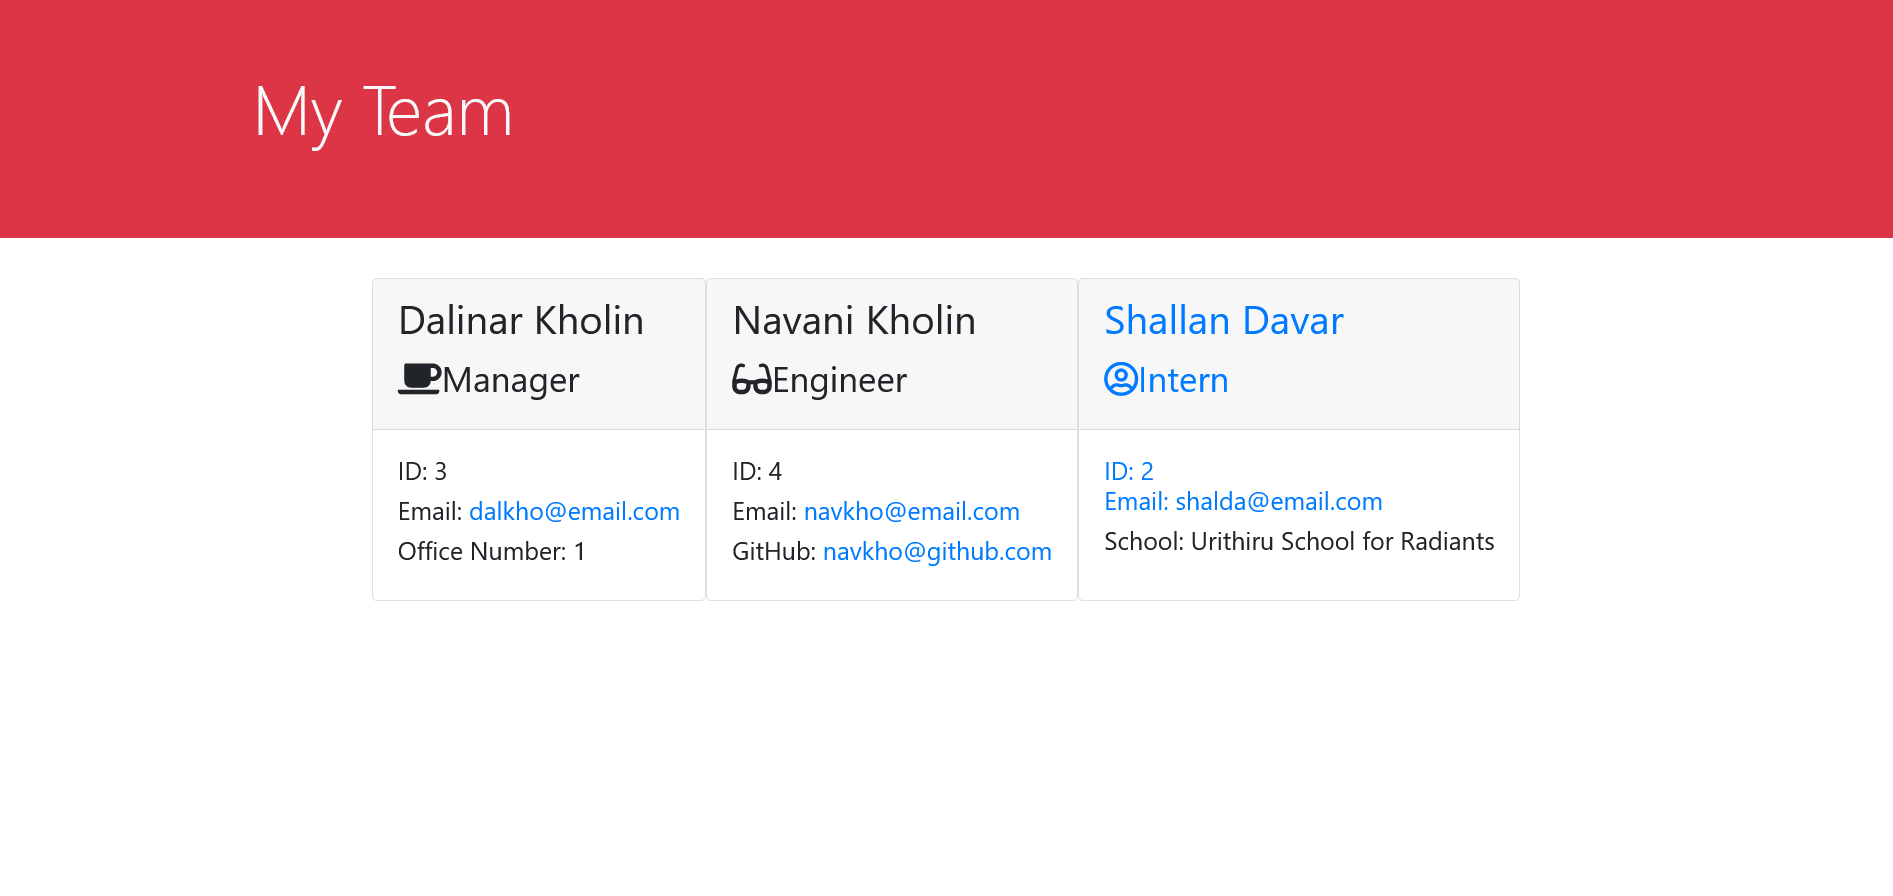 My Team
Dalinar Kholin
Manager
ID: 3
Email: dalkho@email.com
Office Number: 1
Navani Kholin
Engineer
ID: 4
Email: navkho@email.com
GitHub: navkho@github.com
Shallan Davar
Intern
ID: 2
Email: shalda@email.com
School: Urithiru School for Radiants